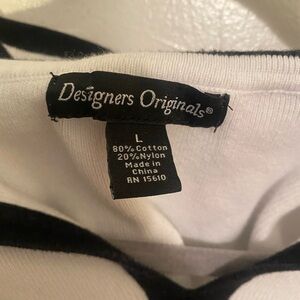 Designers Originals®
L
80% Cotton
20% Nylon
Made in
China
RN 15610